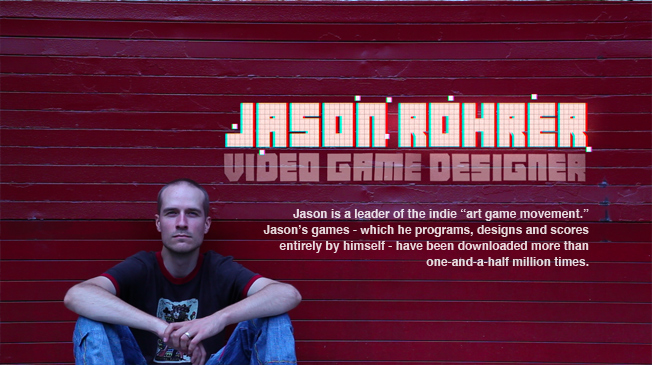 JASON ROHRER
VIDEO GAME DESIGNER
Jason is a leader of the indie “art game movement.”
Jason’s games - which he programs, designs and scores
entirely by himself - have been downloaded more than
one-and-a-half million times.